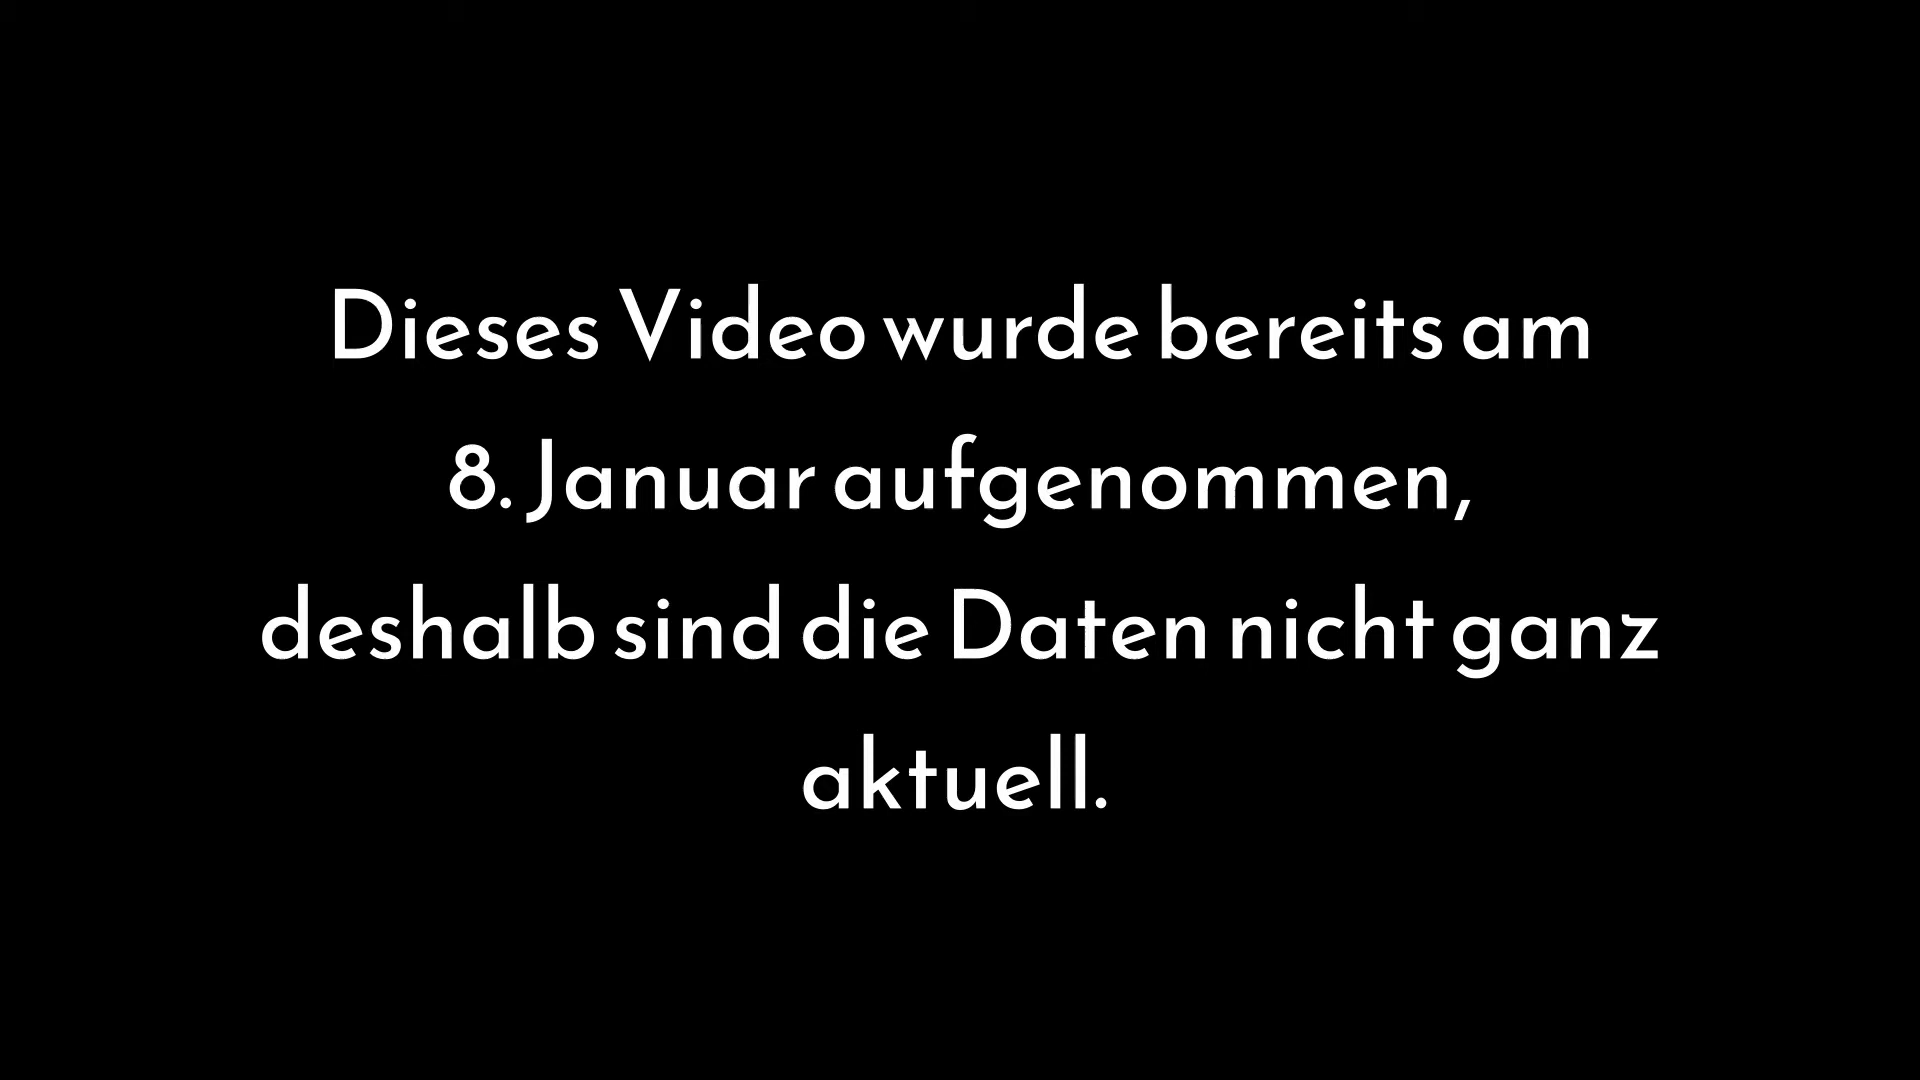 Dieses Video wurde bereits am
8. Januar aufgenommen,
deshalb sind die Daten nicht ganz
aktuell.